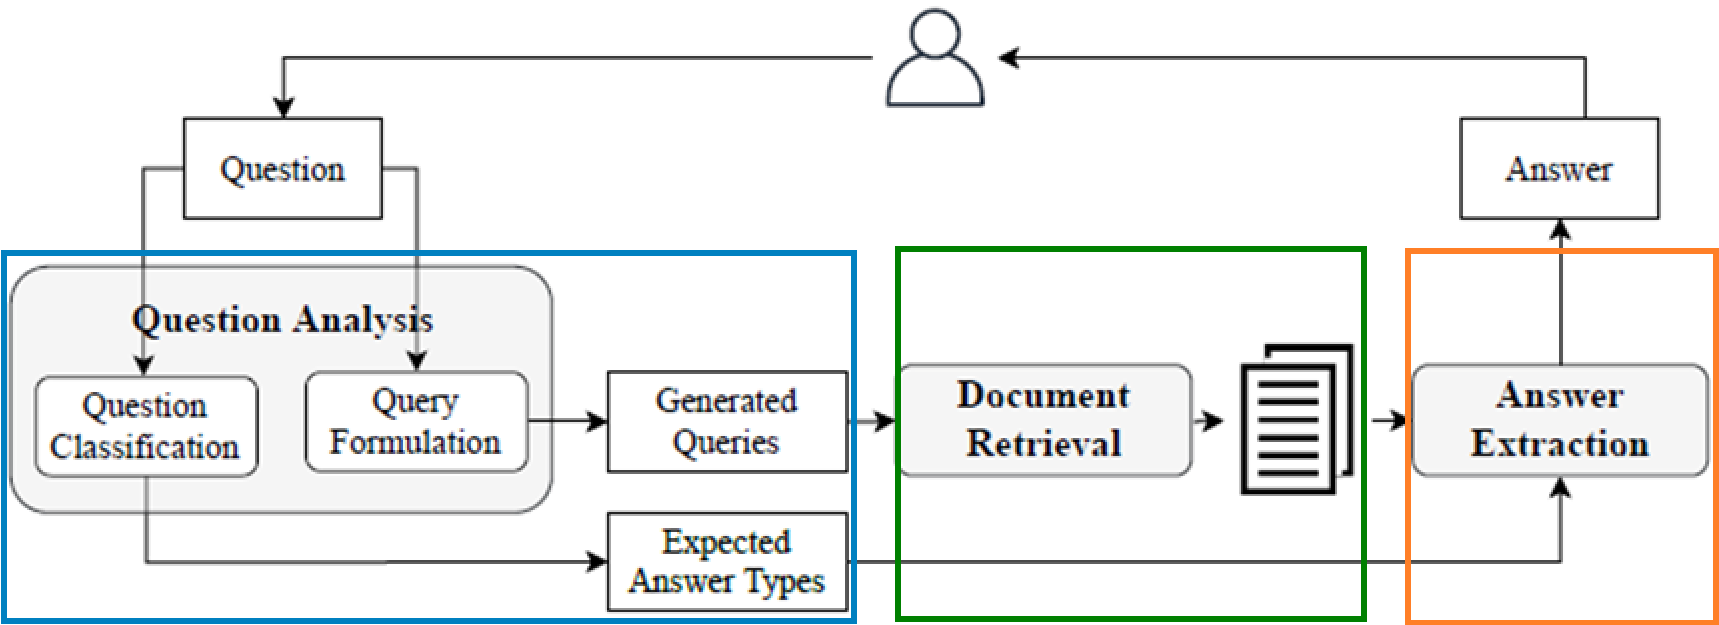 Question
Answer
Question Analysis
Question
Classification
Query
Formulation
Generated
Queries
Expected
Answer Types
Document
Retrieval
Answer
Extraction